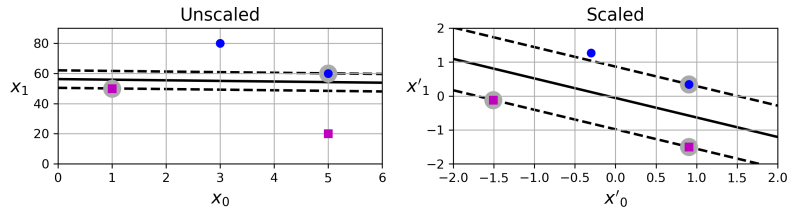 Unscaled
80
60
40
20
0
x₁
0 1 2 3 4 5 6
x₀
Scaled
2
1
0
−1
−2
x′₁
−2.0 −1.5 −1.0 −0.5 0.0 0.5 1.0 1.5 2.0
x′₀